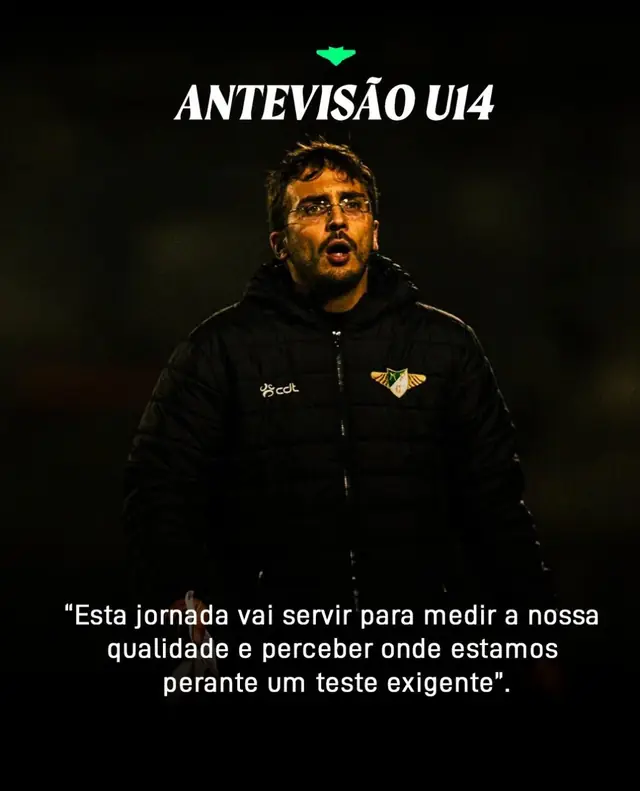 ANTEVISÃO U14
cdt
“Esta jornada vai servir para medir a nossa
qualidade e perceber onde estamos
perante um teste exigente”.